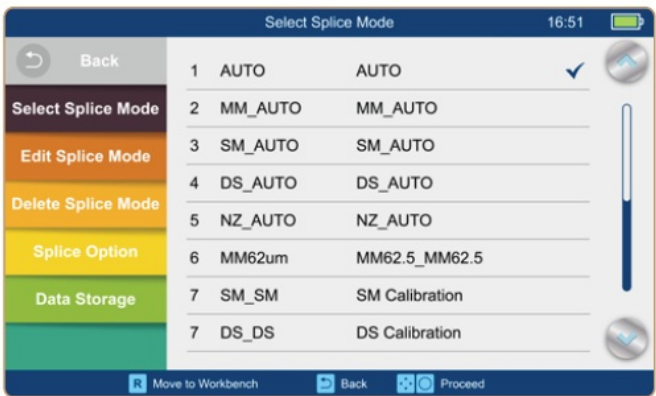 Select Splice Mode 16:51
Back
Select Splice Mode
Edit Splice Mode
Delete Splice Mode
Splice Option
Data Storage
1 AUTO AUTO
2 MM_AUTO MM_AUTO
3 SM_AUTO SM_AUTO
4 DS_AUTO DS_AUTO
5 NZ_AUTO NZ_AUTO
6 MM62um MM62.5_MM62.5
7 SM_SM SM Calibration
7 DS_DS DS Calibration
R Move to Workbench Back Proceed